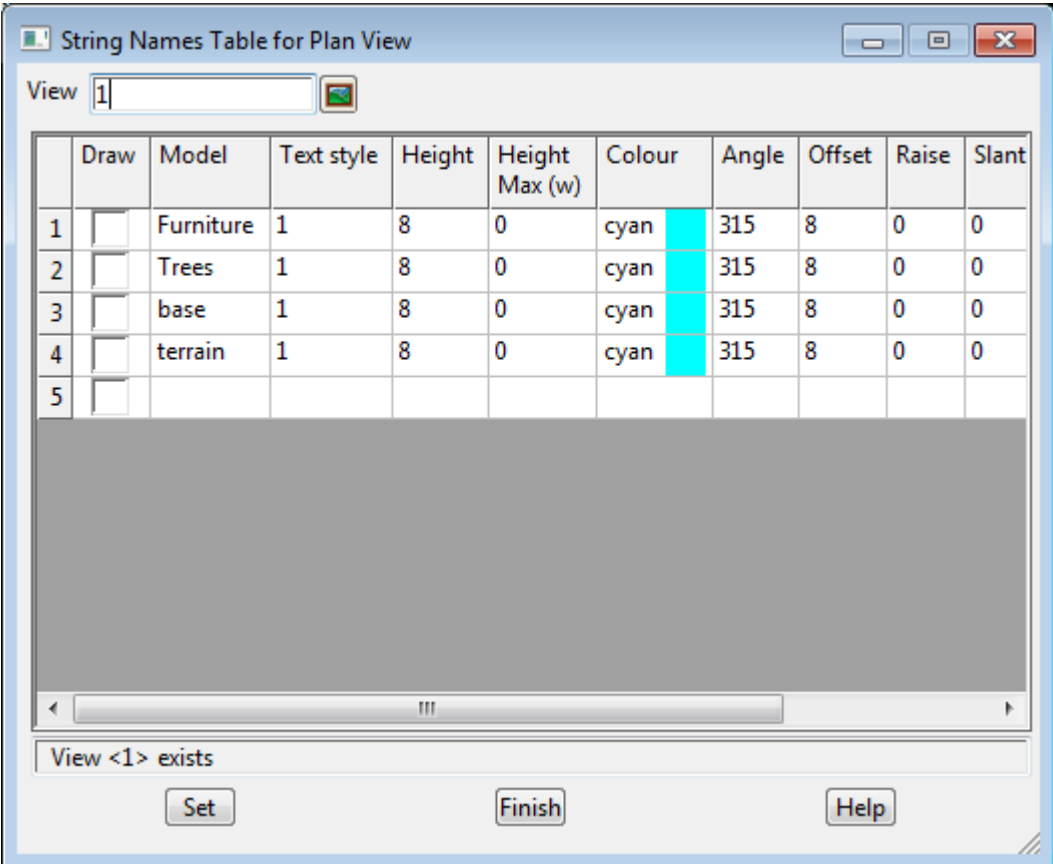 String Names Table for Plan View
View 1
Draw Model Text style Height Height Max (w) Colour Angle Offset Raise Slant
1 Furniture 1 8 0 cyan 315 8 0 0
2 Trees 1 8 0 cyan 315 8 0 0
3 base 1 8 0 cyan 315 8 0 0
4 terrain 1 8 0 cyan 315 8 0 0
5
View <1> exists
Set Finish Help